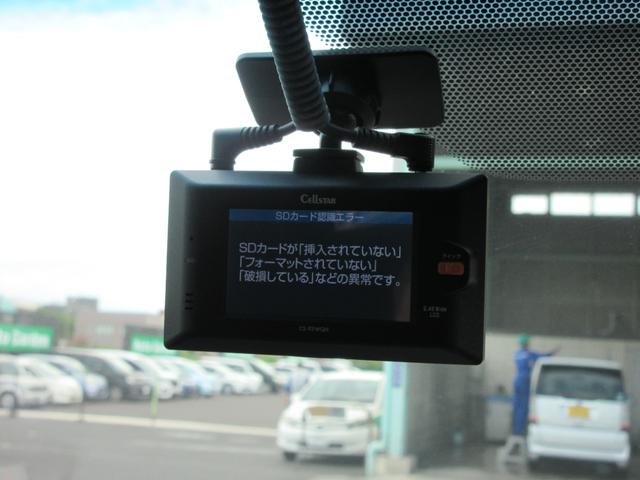 CELLSTAR
SDカード認識エラー
SDカードが「挿入されていない」
「フォーマットされていない」
「破損している」などの異常です。